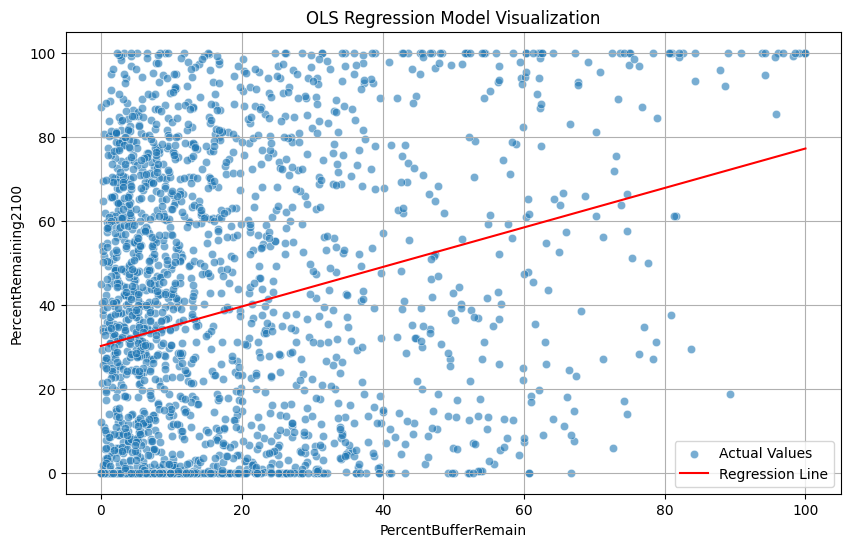 OLS Regression Model Visualization
PercentRemaining2100
100
80
60
40
20
0
0 20 40 60 80 100
PercentBufferRemain
Actual Values
Regression Line